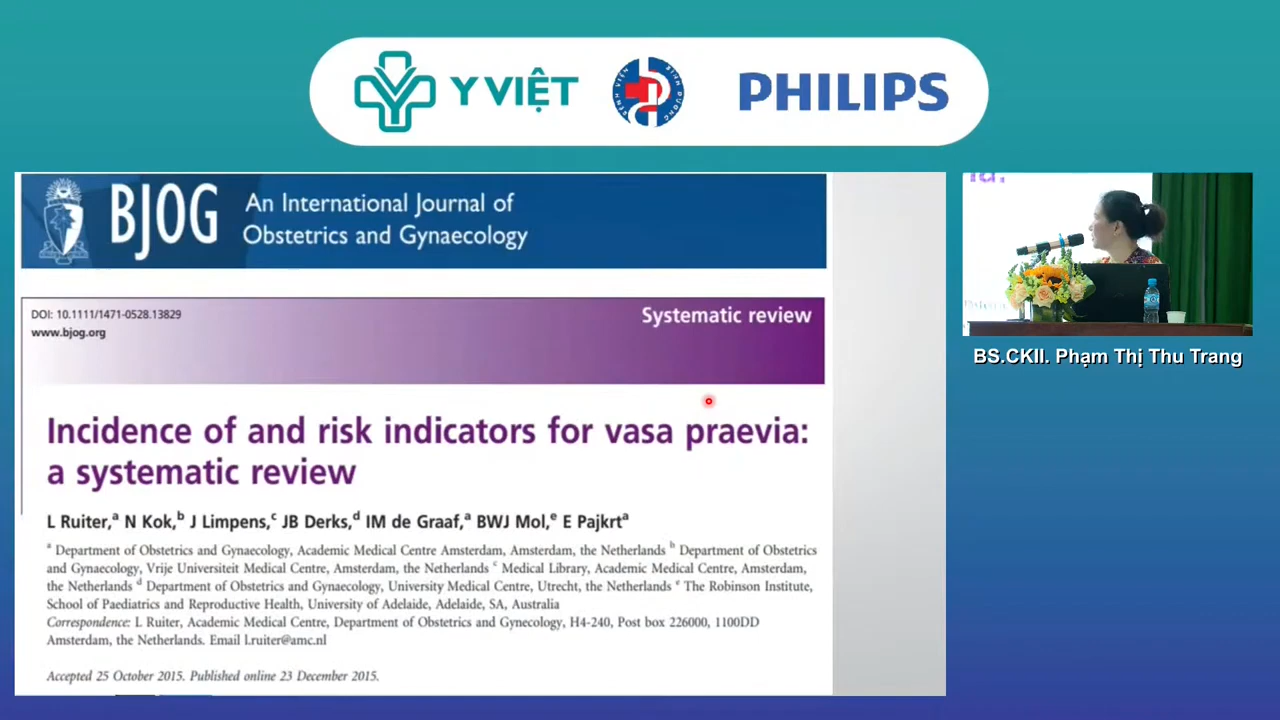 Y VIỆT
BỆNH VIỆN
BÌNH DƯƠNG
PHILIPS
BJOG
An International Journal of
Obstetrics and Gynaecology
DOI: 10.1111/1471-0528.13829
www.bjog.org
Systematic review
Incidence of and risk indicators for vasa praevia:
a systematic review
L Ruiter,a N Kok,b J Limpens,c JB Derks,d IM de Graaf,a BWJ Mol,e E Pajkrta
a Department of Obstetrics and Gynaecology, Academic Medical Centre Amsterdam, Amsterdam, the Netherlands b Department of Obstetrics
and Gynaecology, Vrije Universiteit Medical Centre, Amsterdam, the Netherlands c Medical Library, Academic Medical Centre, Amsterdam,
the Netherlands d Department of Obstetrics and Gynaecology, University Medical Centre, Utrecht, the Netherlands e The Robinson Institute,
School of Paediatrics and Reproductive Health, University of Adelaide, Adelaide, SA, Australia
Correspondence: L Ruiter, Academic Medical Centre, Department of Obstetrics and Gynecology, H4-240, Post box 226000, 1100DD
Amsterdam, the Netherlands. Email l.ruiter@amc.nl
Accepted 25 October 2015. Published online 23 December 2015.
BS.CKII. Phạm Thị Thu Trang